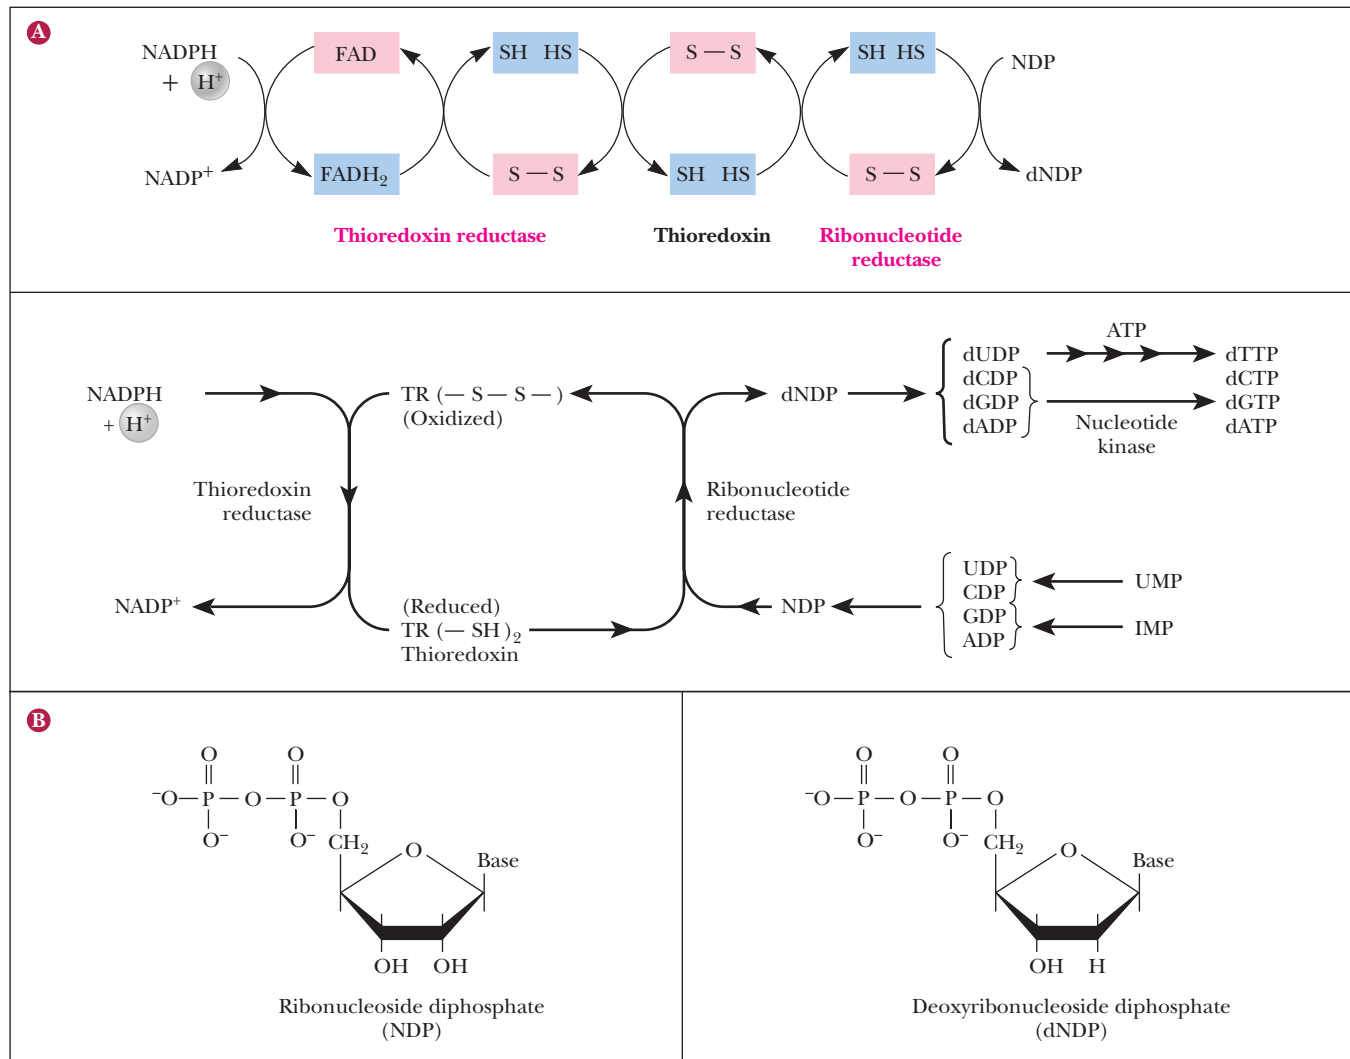 A
NADPH
+ H⁺
FAD
SH HS
S — S
SH HS
NDP
NADP⁺
FADH₂
S — S
SH HS
S — S
dNDP
Thioredoxin reductase
Thioredoxin
Ribonucleotide
reductase
NADPH
+ H⁺
TR (— S — S — )
(Oxidized)
dNDP
dUDP
dCDP
dGDP
dADP
ATP
Nucleotide
kinase
dTTP
dCTP
dGTP
dATP
Thioredoxin
reductase
Ribonucleotide
reductase
NADP⁺
(Reduced)
TR (— SH )₂
Thioredoxin
NDP
UDP
CDP
GDP
ADP
UMP
IMP
B
O O
⁻O — P — O — P — O
O⁻ O⁻ CH₂
O Base
OH OH
Ribonucleoside diphosphate
(NDP)
O O
⁻O — P — O — P — O
O⁻ O⁻ CH₂
O Base
OH H
Deoxyribonucleoside diphosphate
(dNDP)